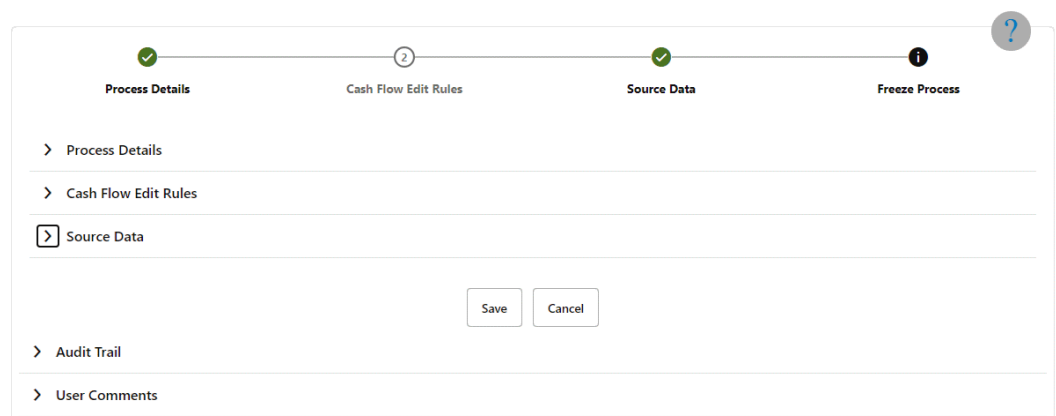 ?
2
i
Process Details
Cash Flow Edit Rules
Source Data
Freeze Process
Process Details
Cash Flow Edit Rules
Source Data
Save
Cancel
Audit Trail
User Comments